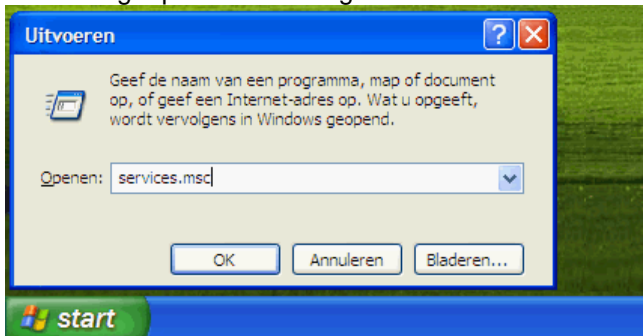 Uitvoeren
Geef de naam van een programma, map of document
op, of geef een Internet-adres op. Wat u opgeeft,
wordt vervolgens in Windows geopend.
Openen: services.msc
OK Annuleren Bladeren...
start